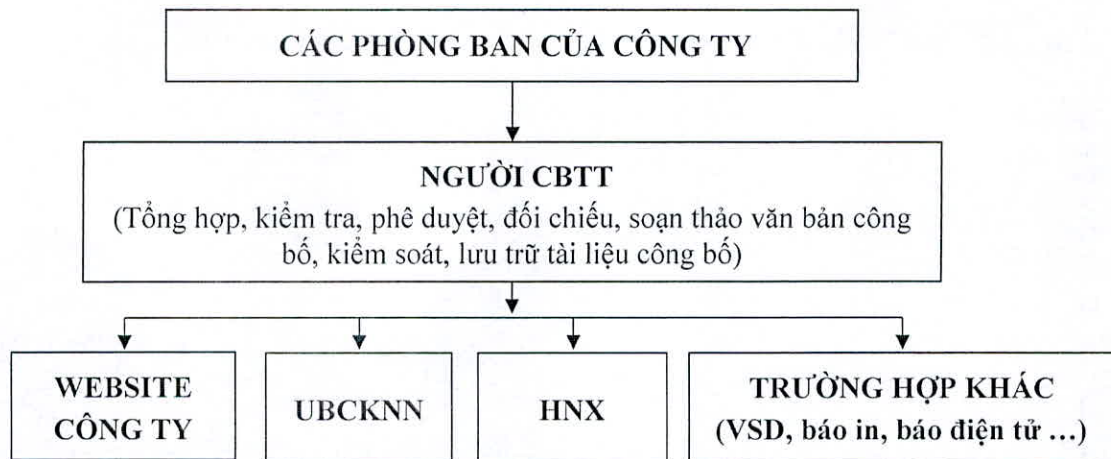 CÁC PHÒNG BAN CỦA CÔNG TY
NGƯỜI CBTT
(Tổng hợp, kiểm tra, phê duyệt, đối chiếu, soạn thảo văn bản công
bố, kiểm soát, lưu trữ tài liệu công bố)
WEBSITE
CÔNG TY
UBCKNN
HNX
TRƯỜNG HỢP KHÁC
(VSD, báo in, báo điện tử ...)